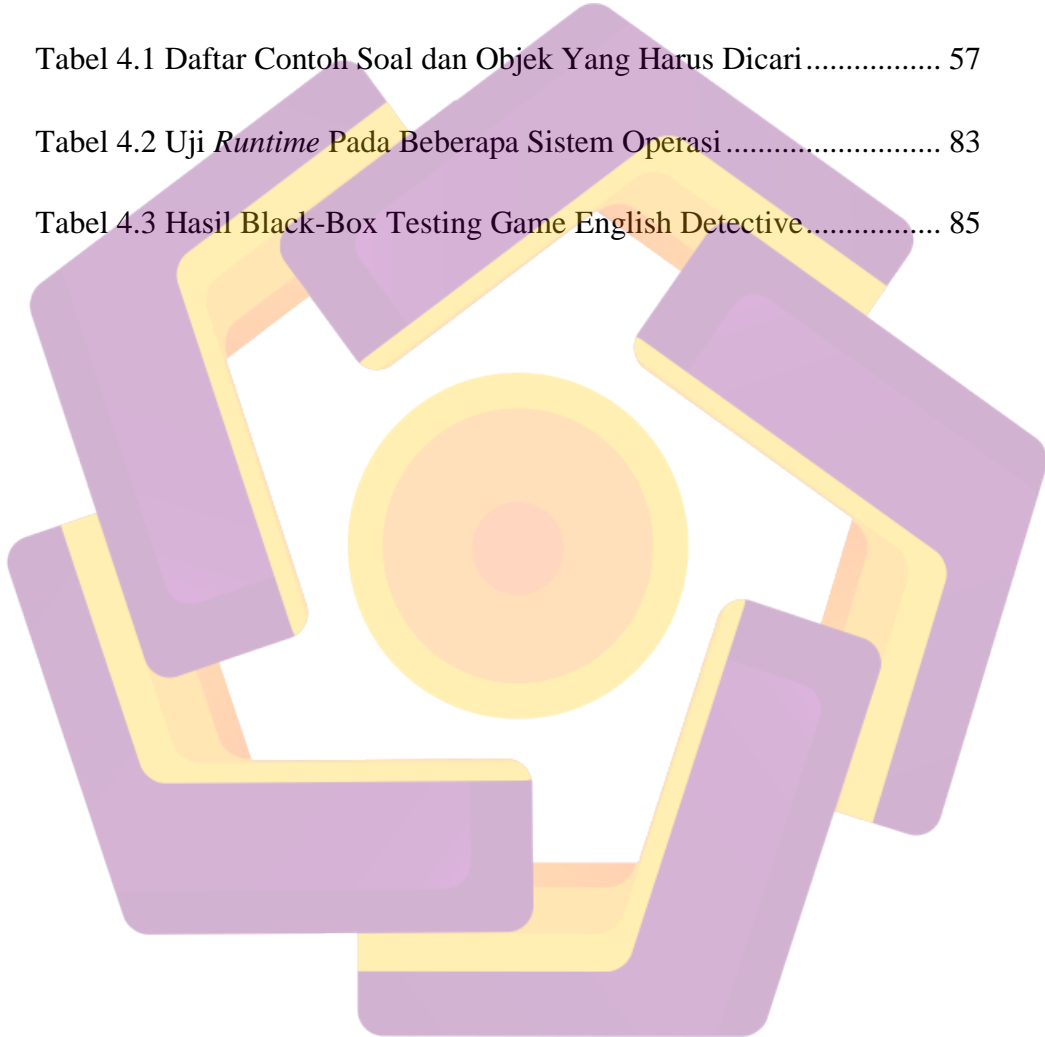 Tabel 4.1 Daftar Contoh Soal dan Objek Yang Harus Dicari................. 57
Tabel 4.2 Uji Runtime Pada Beberapa Sistem Operasi........................... 83
Tabel 4.3 Hasil Black-Box Testing Game English Detective................. 85